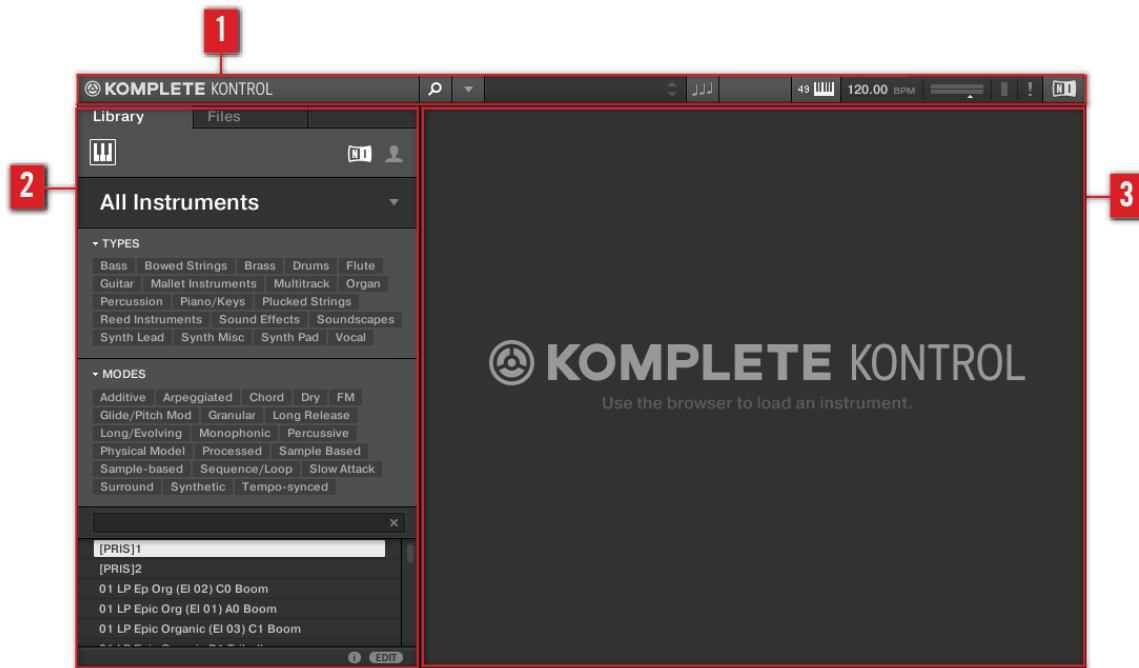 1
KOMPLETE KONTROL
49
120.00 BPM
NI
Library Files
NI
2
3
All Instruments
TYPES
Bass Bowed Strings Brass Drums Flute
Guitar Mallet Instruments Multitrack Organ
Percussion Piano/Keys Plucked Strings
Reed Instruments Sound Effects Soundscapes
Synth Lead Synth Misc Synth Pad Vocal
MODES
Additive Arpeggiated Chord Dry FM
Glide/Pitch Mod Granular Long Release
Long/Evolving Monophonic Percussive
Physical Model Processed Sample Based
Sample-based Sequence/Loop Slow Attack
Surround Synthetic Tempo-synced
KOMPLETE KONTROL
Use the browser to load an instrument.
[PRIS]1
[PRIS]2
01 LP Ep Org (EI 02) C0 Boom
01 LP Epic Org (EI 01) A0 Boom
01 LP Epic Organic (EI 03) C1 Boom
EDIT